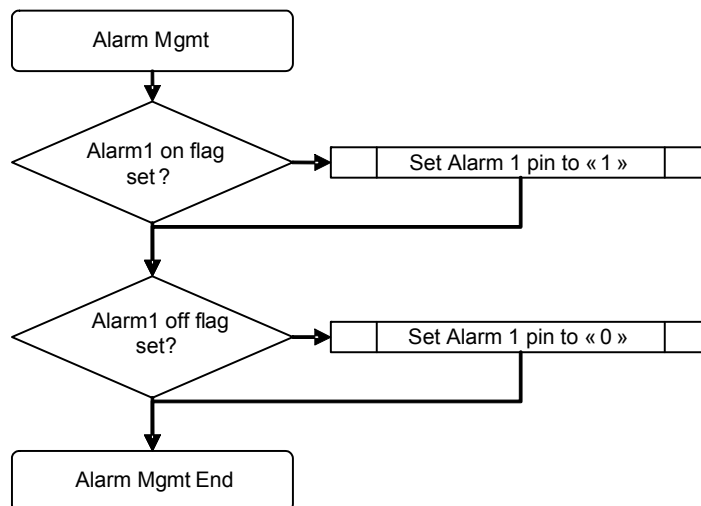 Alarm Mgmt
Alarm1 on flag
set?
Set Alarm 1 pin to « 1 »
Alarm1 off flag
set?
Set Alarm 1 pin to « 0 »
Alarm Mgmt End